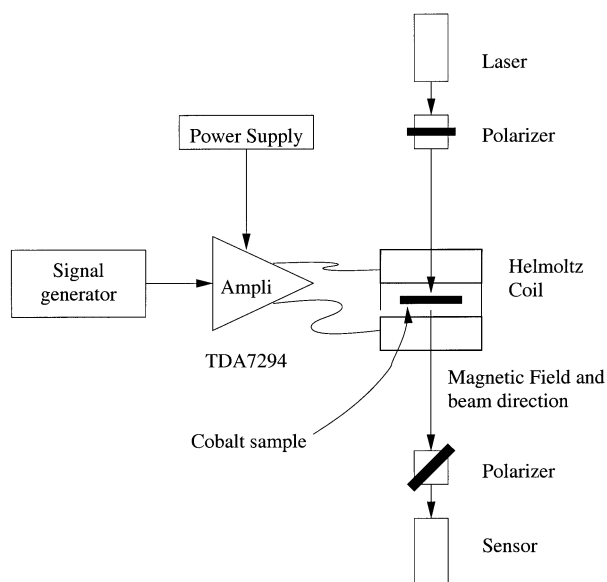 Laser
Polarizer
Power Supply
Signal
generator
Ampli
TDA7294
Helmoltz
Coil
Magnetic Field and
beam direction
Cobalt sample
Polarizer
Sensor